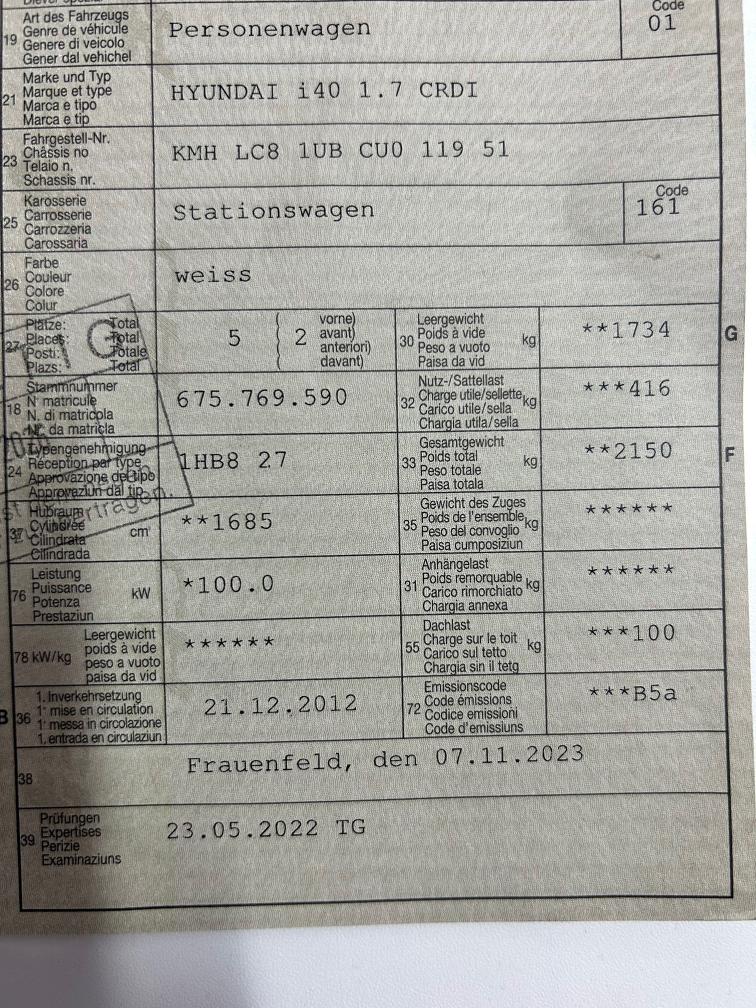 Code
19 Art des Fahrzeugs
Genre de véhicule
Genere di veicolo
Gener dal vehichel
Personenwagen
01
21 Marke und Typ
Marque et type
Marca e tipo
Marca e tip
HYUNDAI i40 1.7 CRDI
23 Fahrgestell-Nr.
Châssis no
Telaio n.
Schassis nr.
KMH LC8 1UB CU0 119 51
25 Karosserie
Carrosserie
Carrozzeria
Carossaria
Stationswagen
Code
161
26 Farbe
Couleur
Colore
Colur
weiss
27 Plätze: Total
Places: Total
Posti: Totale
Plazs: Total
5 ( 2 vorne)
avant)
anteriori)
davant)
30 Leergewicht
Poids à vide
Peso a vuoto
Paisa da vid
kg
**1734
G
18 Stammnummer
N° matricule
N. di matricola
Nr. da matricla
675.769.590
32 Nutz-/Sattellast
Charge utile/sellette
Carico utile/sella
Chargia utila/sella
kg
***416
24 Typengenehmigung
Réception par type
Approvazione del tipo
Approvaziun dal tip
1HB8 27
33 Gesamtgewicht
Poids total
Peso totale
Paisa totala
kg
**2150
F
37 Hubraum
Cylindrée
Cilindrata
Cilindrada
cm
**1685
35 Gewicht des Zuges
Poids de l'ensemble
Peso del convoglio
Paisa cumposiziun
kg
******
76 Leistung
Puissance
Potenza
Prestaziun
kW
*100.0
31 Anhängelast
Poids remorquable
Carico rimorchiato
Chargia annexa
kg
******
78 kW/kg Leergewicht
poids à vide
peso a vuoto
paisa da vid
******
55 Dachlast
Charge sur le toit
Carico sul tetto
Chargia sin il tetg
kg
***100
B 36 1. Inverkehrsetzung
1re mise en circulation
1a messa in circolazione
1. entrada en circulaziun
21.12.2012
72 Emissionscode
Code émissions
Codice emissioni
Code d'emissiuns
***B5a
38 Frauenfeld, den 07.11.2023
39 Prüfungen
Expertises
Perizie
Examinaziuns
23.05.2022 TG